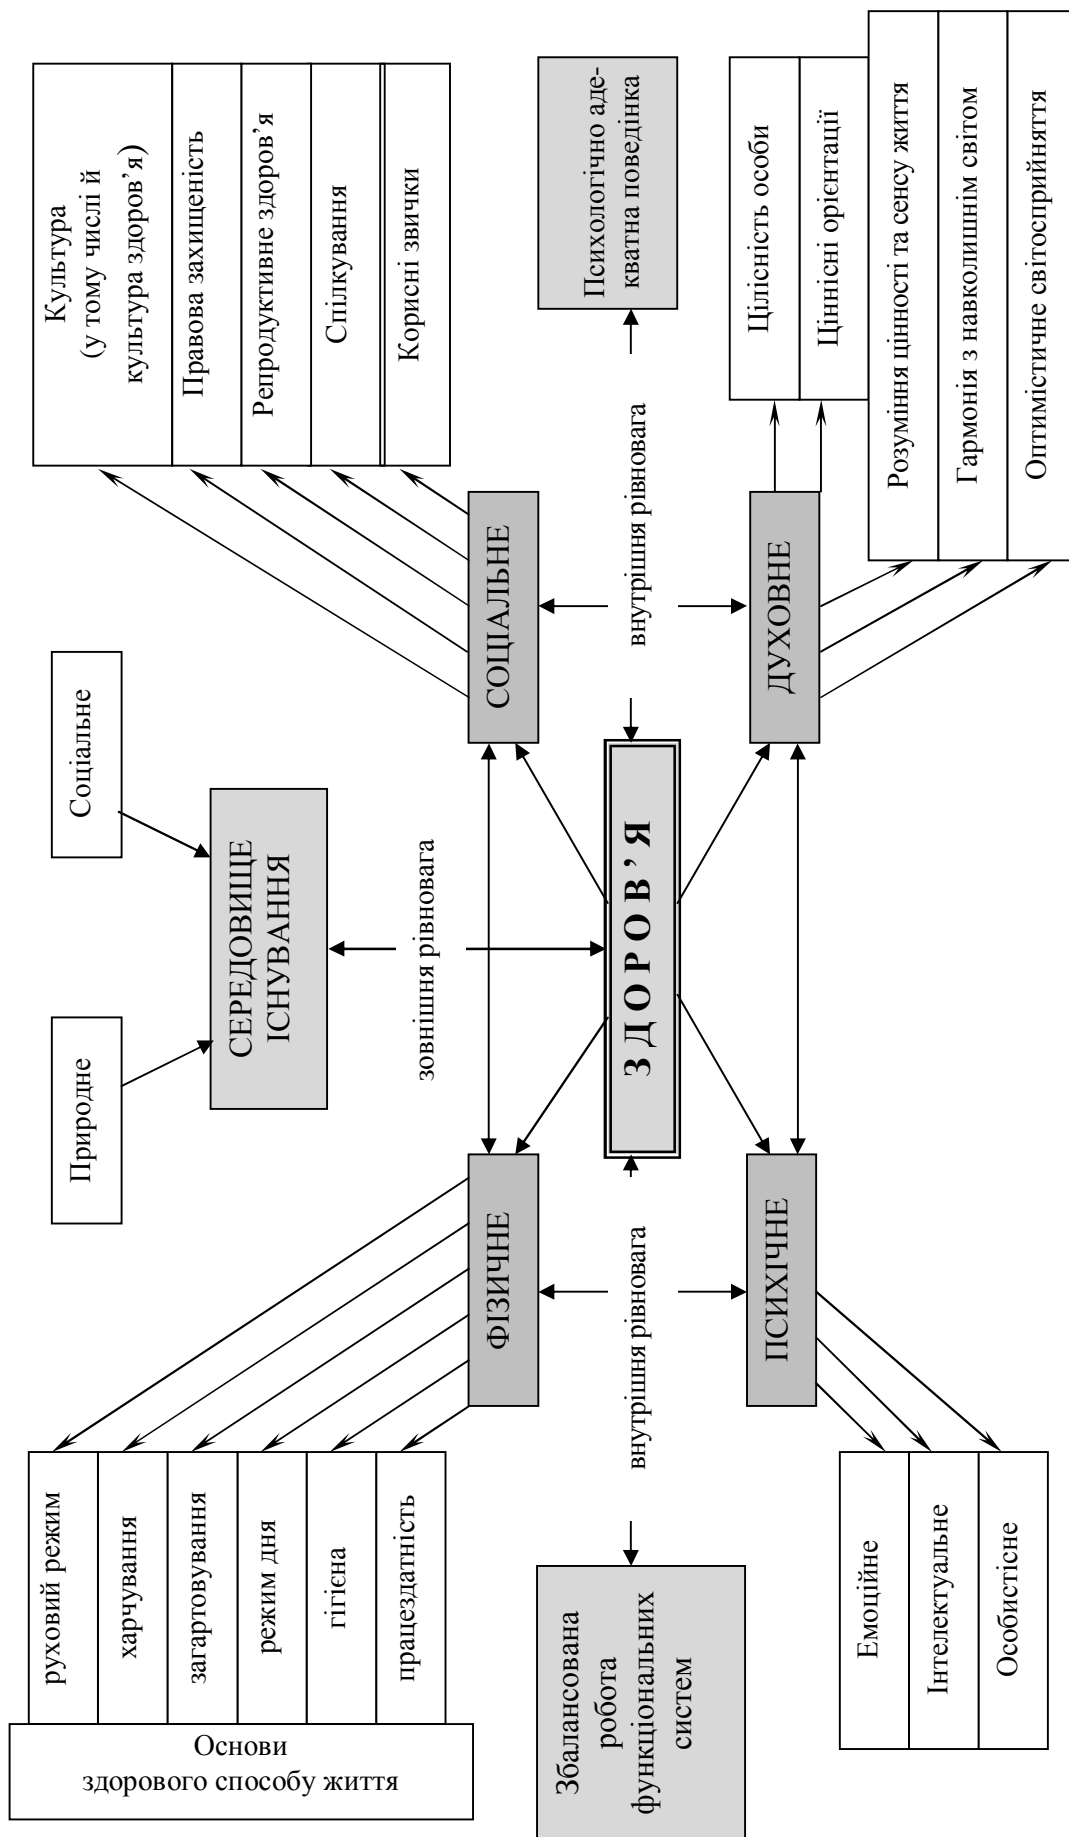 Природне
Соціальне
СЕРЕДОВИЩЕ
ІСНУВАННЯ
зовнішня рівновага
Основи
здорового способу життя
руховий режим
харчування
загартовування
режим дня
гігієна
працездатність
ФІЗИЧНЕ
СОЦІАЛЬНЕ
Культура
(у тому числі й
культура здоров’я)
Правова захищеність
Репродуктивне здоров’я
Спілкування
Корисні звички
Збалансована
робота
функціональних
систем
внутрішня рівновага
З Д О Р О В ’ Я
внутрішня рівновага
Психологічно аде-
кватна поведінка
ПСИХІЧНЕ
ДУХОВНЕ
Емоційне
Інтелектуальне
Особистісне
Цілісність особи
Ціннісні орієнтації
Розуміння цінності та сенсу життя
Гармонія з навколишнім світом
Оптимістичне світосприйняття